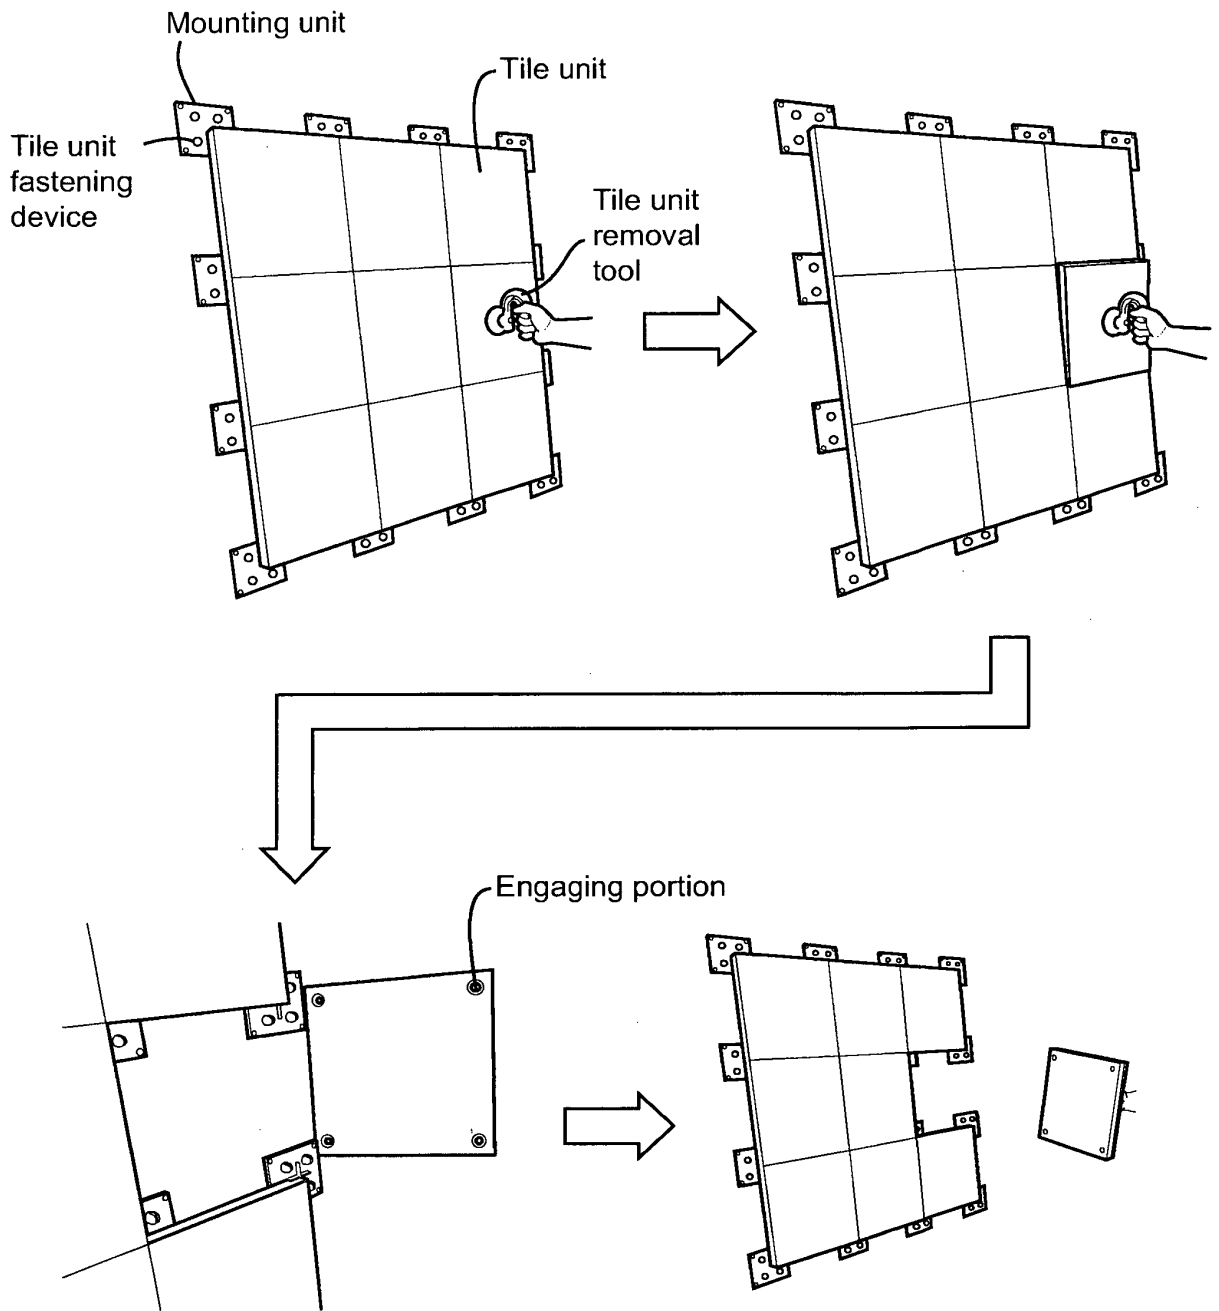 Mounting unit
Tile unit
Tile unit
fastening
device
Tile unit
removal
tool
Engaging portion